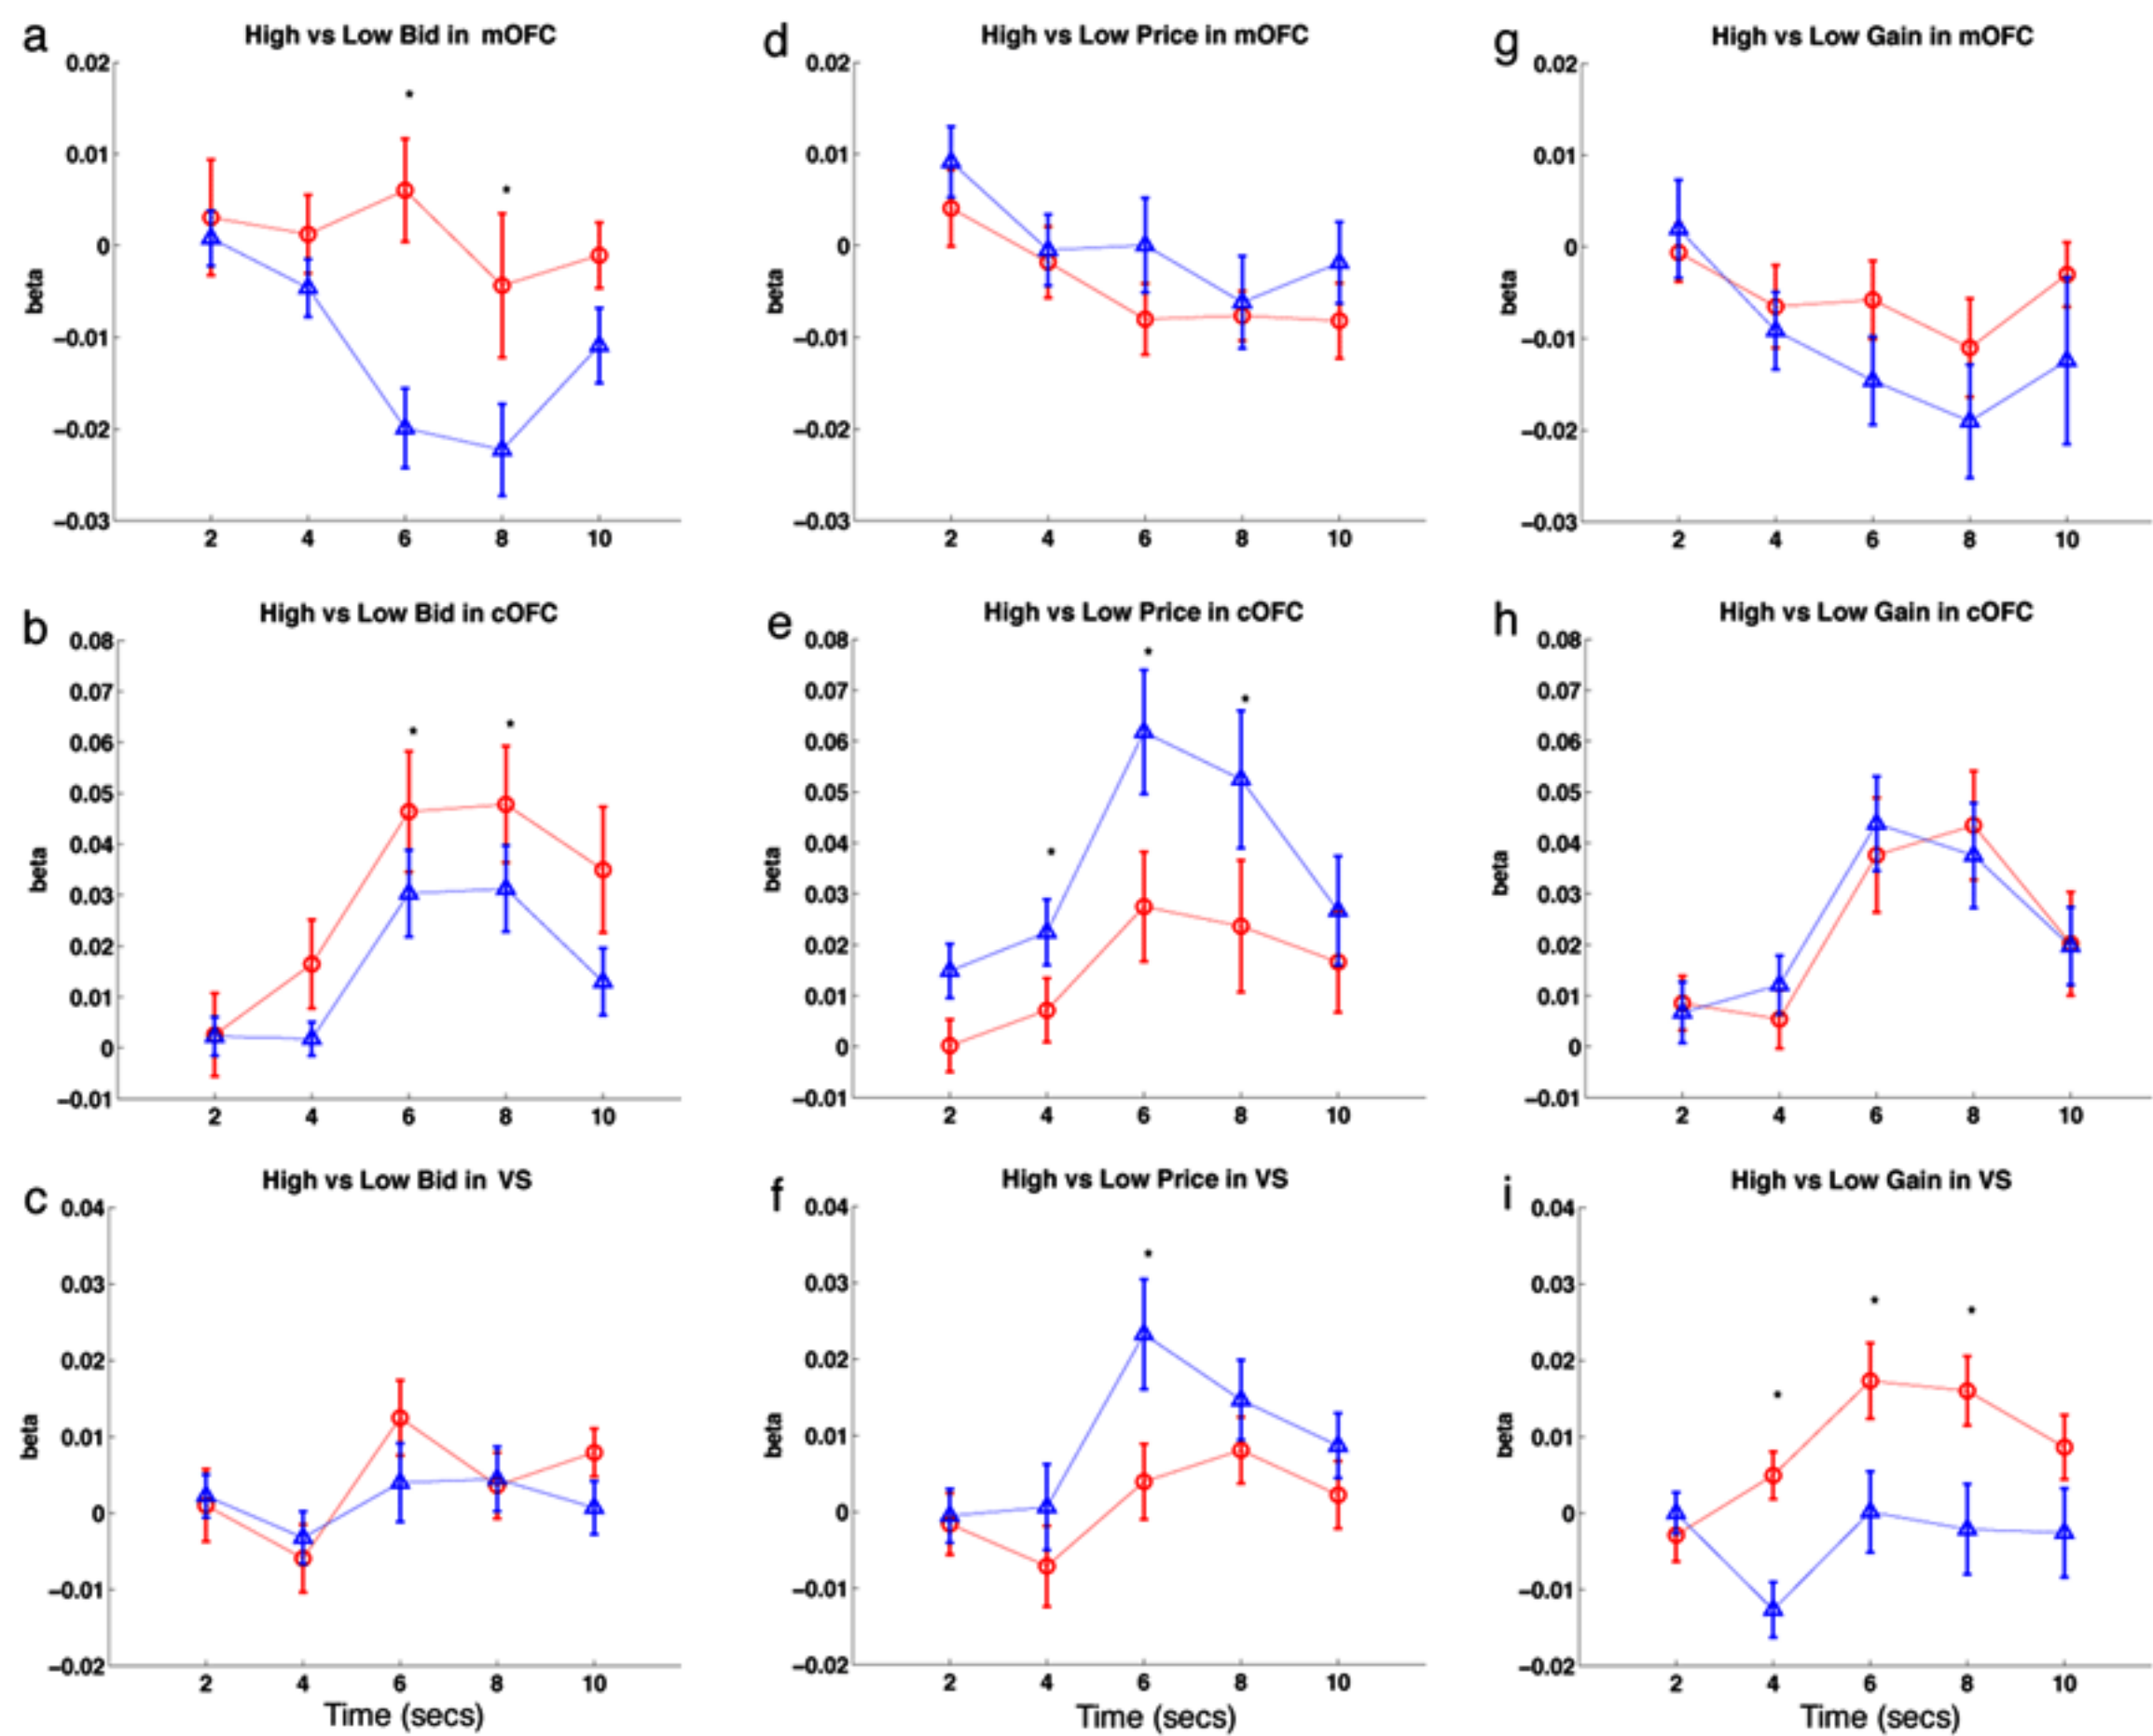 a
High vs Low Bid in mOFC
0.02
0.01
0
−0.01
−0.02
−0.03
beta
*
*
2 4 6 8 10
d
High vs Low Price in mOFC
0.02
0.01
0
−0.01
−0.02
−0.03
beta
2 4 6 8 10
g
High vs Low Gain in mOFC
0.02
0.01
0
−0.01
−0.02
−0.03
beta
2 4 6 8 10
b
High vs Low Bid in cOFC
0.08
0.07
0.06
0.05
0.04
0.03
0.02
0.01
0
−0.01
beta
*
*
2 4 6 8 10
e
High vs Low Price in cOFC
0.08
0.07
0.06
0.05
0.04
0.03
0.02
0.01
0
−0.01
beta
*
*
*
2 4 6 8 10
h
High vs Low Gain in cOFC
0.08
0.07
0.06
0.05
0.04
0.03
0.02
0.01
0
−0.01
beta
2 4 6 8 10
c
High vs Low Bid in VS
0.04
0.03
0.02
0.01
0
−0.01
−0.02
beta
2 4 6 8 10
Time (secs)
f
High vs Low Price in VS
0.04
0.03
0.02
0.01
0
−0.01
−0.02
beta
*
2 4 6 8 10
Time (secs)
i
High vs Low Gain in VS
0.04
0.03
0.02
0.01
0
−0.01
−0.02
beta
*
*
*
2 4 6 8 10
Time (secs)